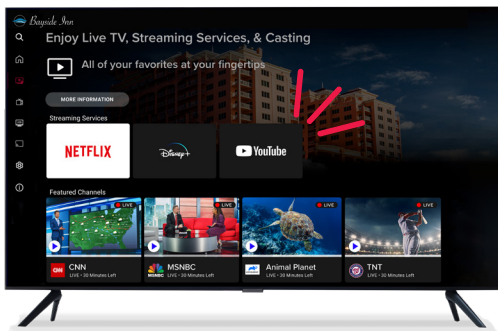 Bayside Inn
Enjoy Live TV, Streaming Services, & Casting
All of your favorites at your fingertips
MORE INFORMATION
Streaming Services
NETFLIX
Disney+
YouTube
Featured Channels
LIVE
LIVE
LIVE
LIVE
CNN
CNN
LIVE • 30 Minutes Left
MSNBC
MSNBC
LIVE • 30 Minutes Left
Animal Planet
LIVE • 30 Minutes Left
TNT
LIVE • 30 Minutes Left